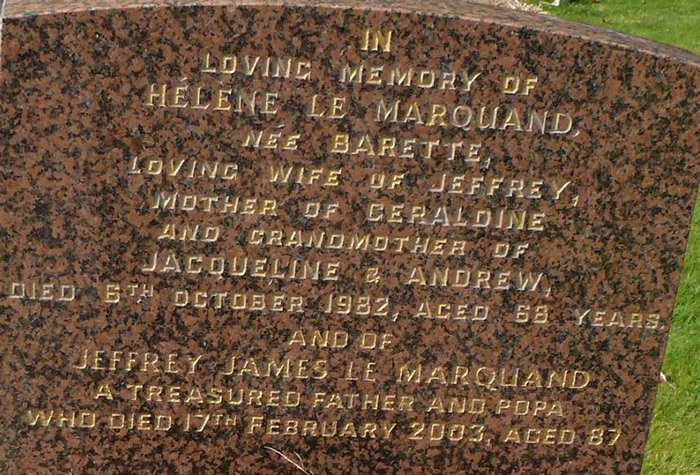 IN
LOVING MEMORY OF
HÉLÈNE LE MARQUAND,
NÉE BARETTE,
LOVING WIFE OF JEFFREY,
MOTHER OF GERALDINE
AND GRANDMOTHER OF
JACQUELINE & ANDREW,
DIED 6TH OCTOBER 1982, AGED 68 YEARS.
AND OF
JEFFREY JAMES LE MARQUAND
A TREASURED FATHER AND POPA
WHO DIED 17TH FEBRUARY 2003, AGED 87